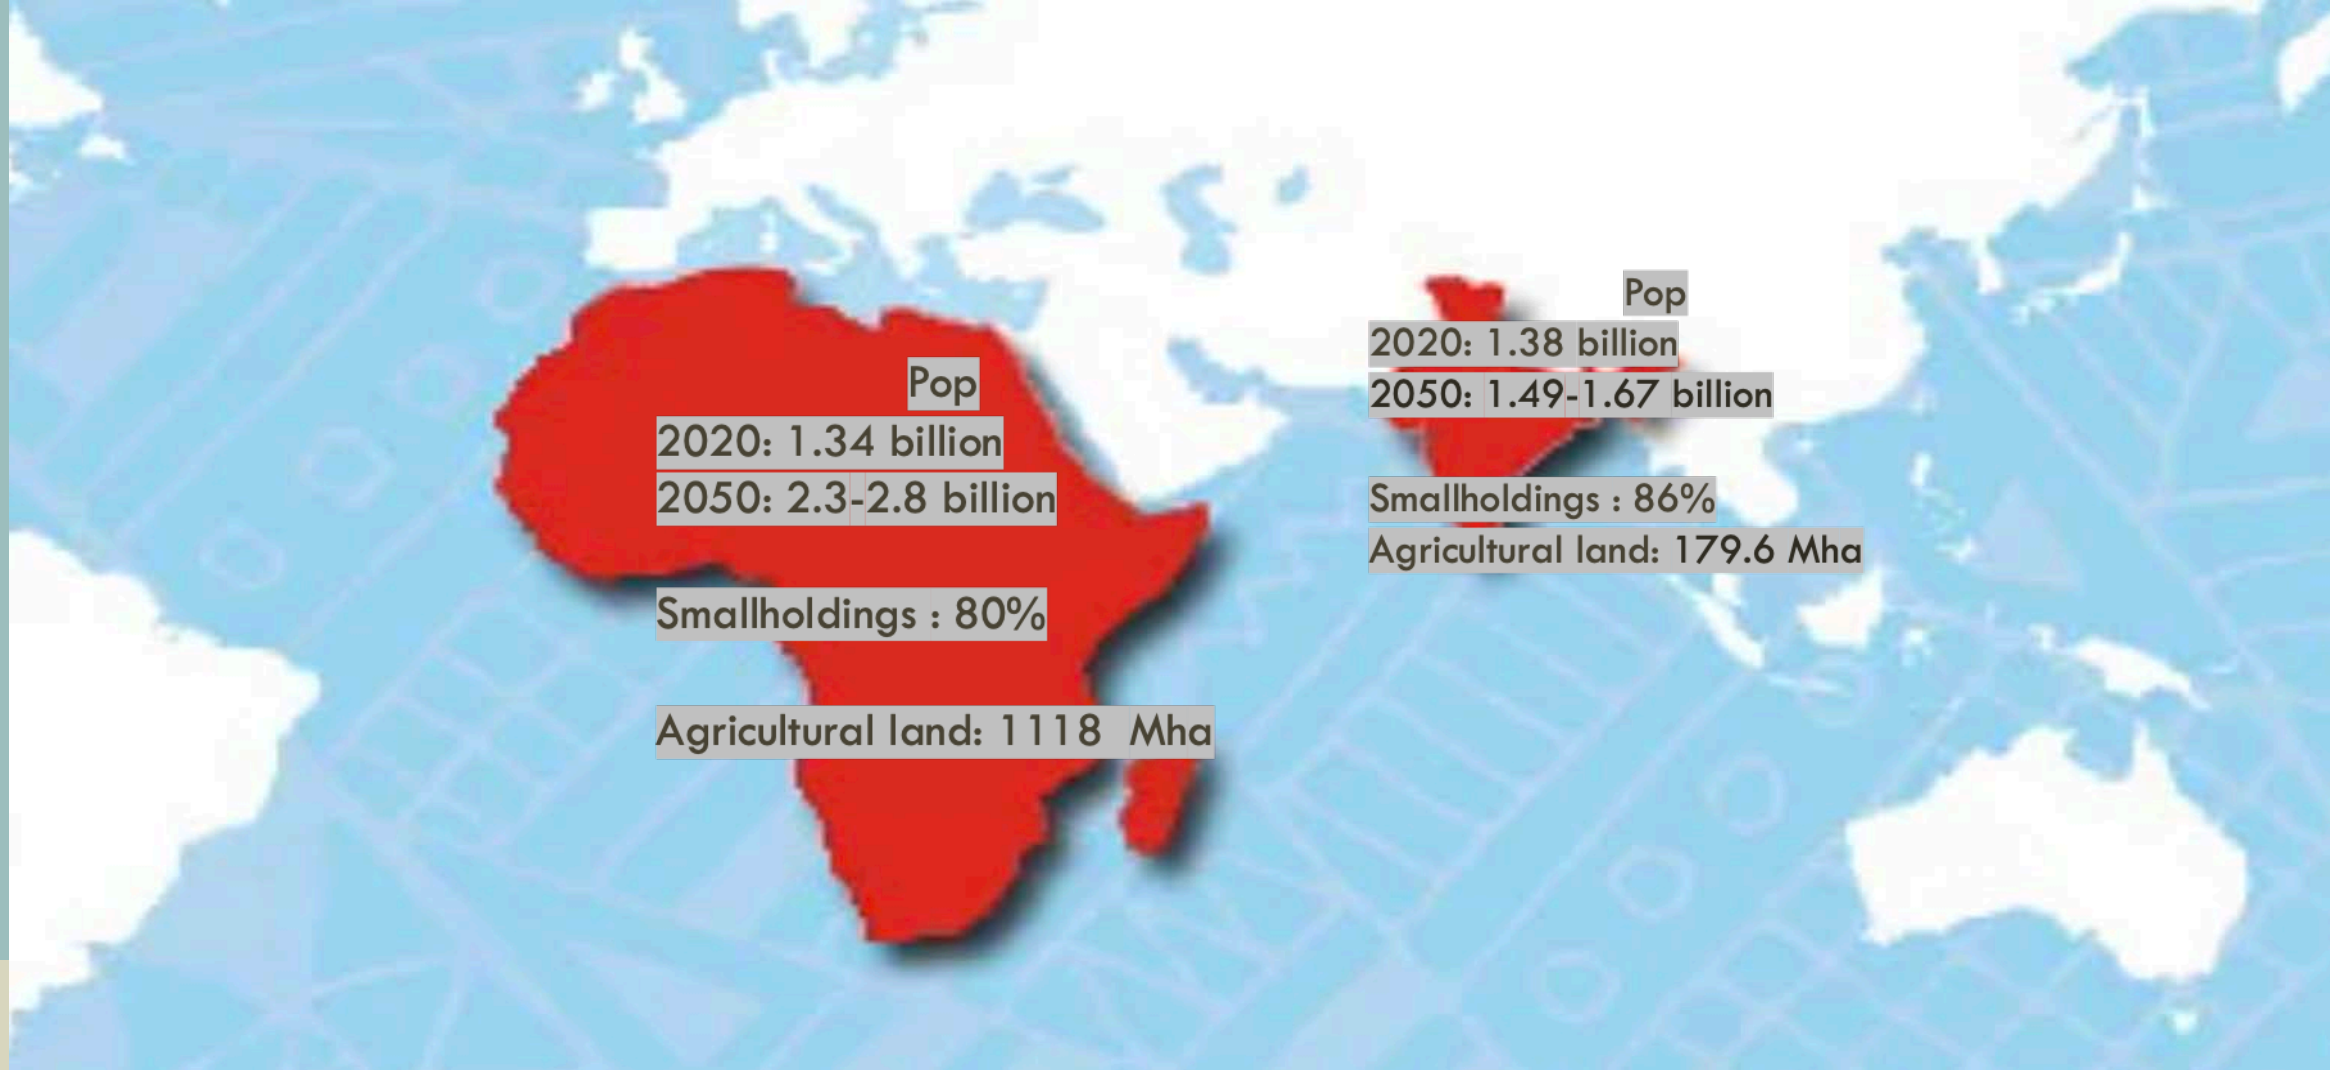 Pop
2020: 1.34 billion
2050: 2.3-2.8 billion
Smallholdings : 80%
Agricultural land: 1118 Mha
Pop
2020: 1.38 billion
2050: 1.49-1.67 billion
Smallholdings : 86%
Agricultural land: 179.6 Mha